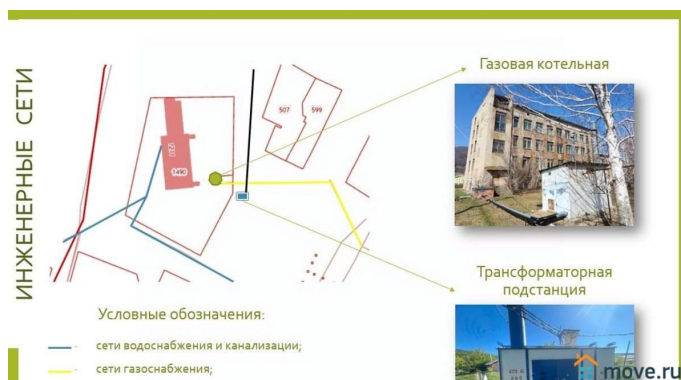 ИНЖЕНЕРНЫЕ СЕТИ
Газовая котельная
507
599
1490
Трансформаторная
подстанция
Условные обозначения:
сети водоснабжения и канализации;
сети газоснабжения;
move.ru